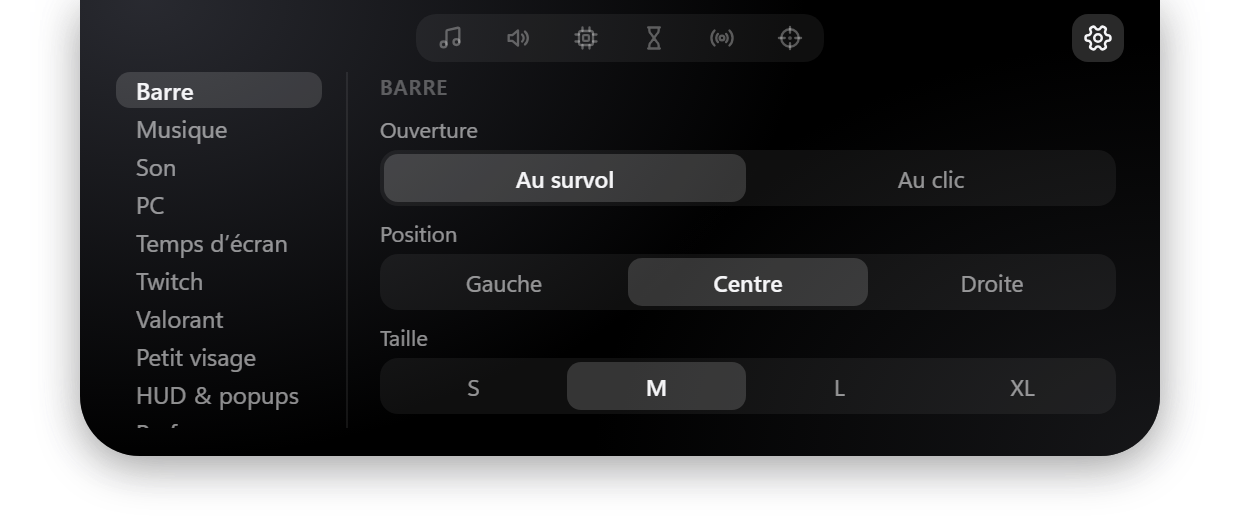 Barre
Musique
Son
PC
Temps d’écran
Twitch
Valorant
Petit visage
HUD & popups
BARRE
Ouverture
Au survol Au clic
Position
Gauche Centre Droite
Taille
S M L XL